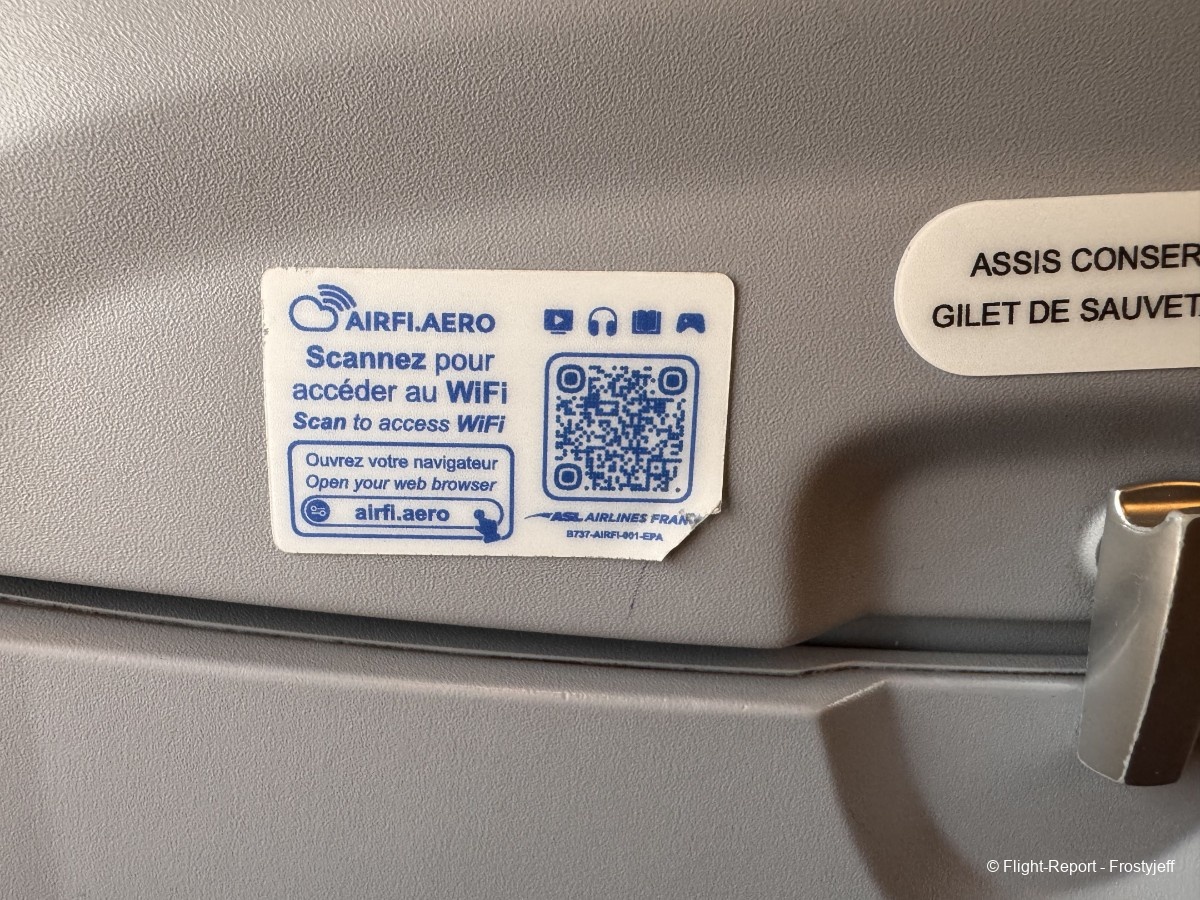 AIRFI.AERO
Scannez pour
accéder au WiFi
Scan to access WiFi
Ouvrez votre navigateur
Open your web browser
airfi.aero
ASL AIRLINES FRAN
B737-AIRFI-001-EPA
ASSIS CONSER
GILET DE SAUVET
© Flight-Report - Frostyjeff